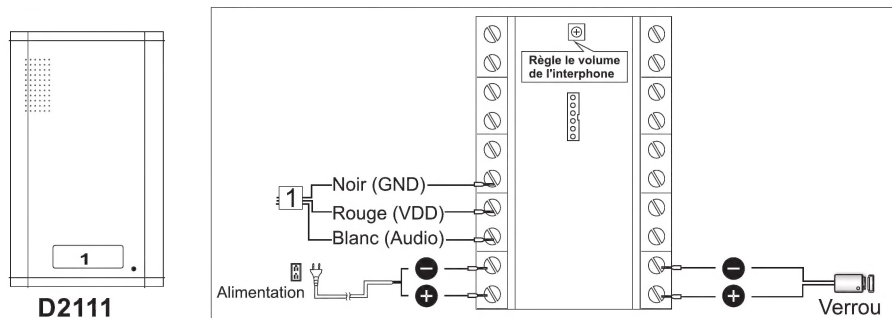 1
D2111
Règle le volume
de l'interphone
1
Noir (GND)
Rouge (VDD)
Blanc (Audio)
Alimentation
−
+
−
+
Verrou